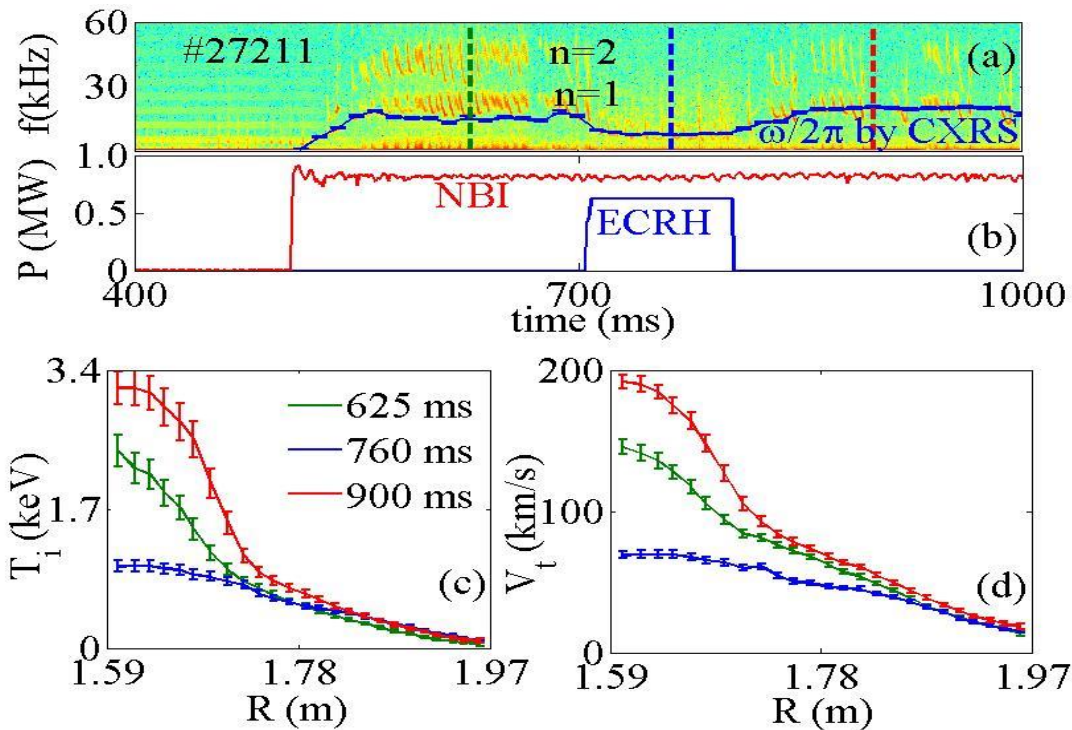 60
30
1
f(kHz)
#27211
n=2
n=1
(a)
ω/2π by CXRS
1.0
0.5
0
P (MW)
NBI
ECRH
(b)
400
700
1000
time (ms)
3.4
1.7
0
T_i (keV)
625 ms
760 ms
900 ms
(c)
1.59
1.78
1.97
R (m)
200
100
0
V_t (km/s)
(d)
1.59
1.78
1.97
R (m)